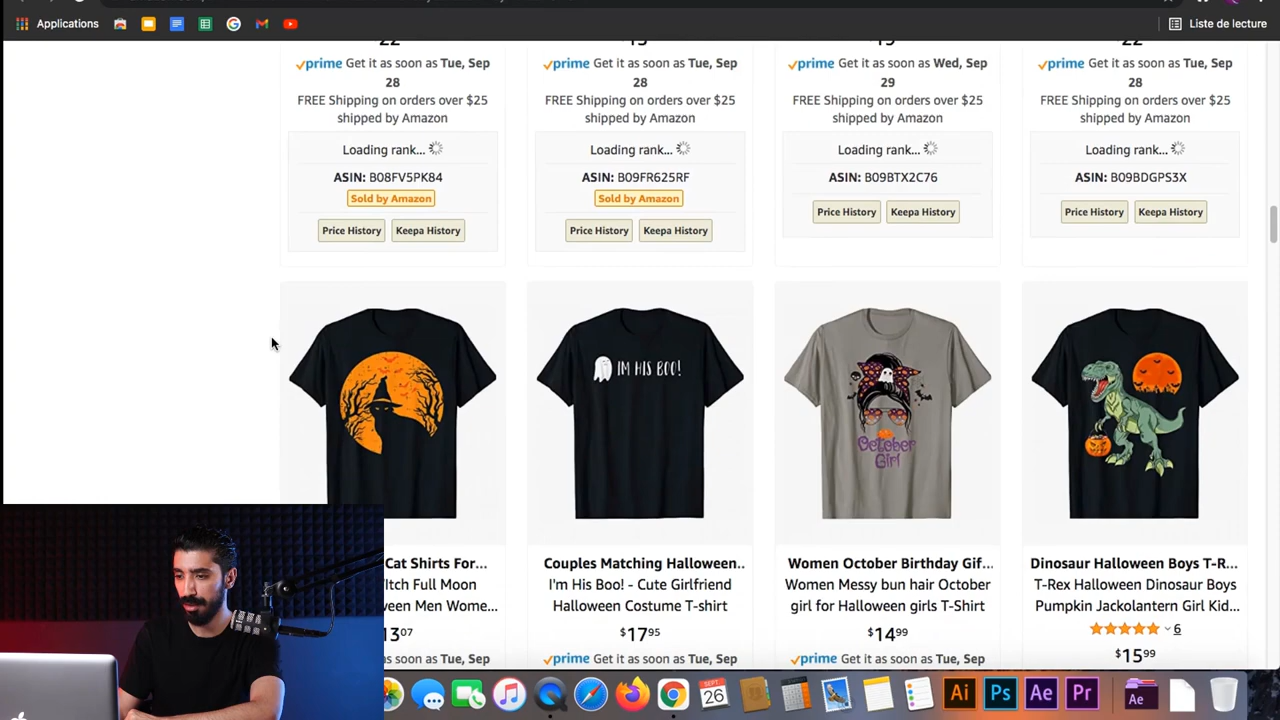 Applications
Liste de lecture
prime Get it as soon as Tue, Sep
28
FREE Shipping on orders over $25
shipped by Amazon
Loading rank...
ASIN: B08FV5PK84
Sold by Amazon
Price History Keepa History
prime Get it as soon as Tue, Sep
28
FREE Shipping on orders over $25
shipped by Amazon
Loading rank...
ASIN: B09FR625RF
Sold by Amazon
Price History Keepa History
prime Get it as soon as Wed, Sep
29
FREE Shipping on orders over $25
shipped by Amazon
Loading rank...
ASIN: B09BTX2C76
Price History Keepa History
prime Get it as soon as Tue, Sep
28
FREE Shipping on orders over $25
shipped by Amazon
Loading rank...
ASIN: B09BDGPS3X
Price History Keepa History
Cat Shirts For...
Full Moon
Men Wome...
07
IM HIS BOO!
Couples Matching Halloween..
I'm His Boo! - Cute Girlfriend
Halloween Costume T-shirt
$1795
prime Get it as soon as Tue, Sep
October
Girl
Women October Birthday Gif...
Women Messy bun hair October
girl for Halloween girls T-Shirt
$1499
prime Get it as soon as Tue, Sep
Dinosaur Halloween Boys T-R...
T-Rex Halloween Dinosaur Boys
Pumpkin Jackolantern Girl Kid...
6
$1599
Get it as soon as Tue, Sep
SEPT.
26
Ai
Ps
Ae
Pr
Ae